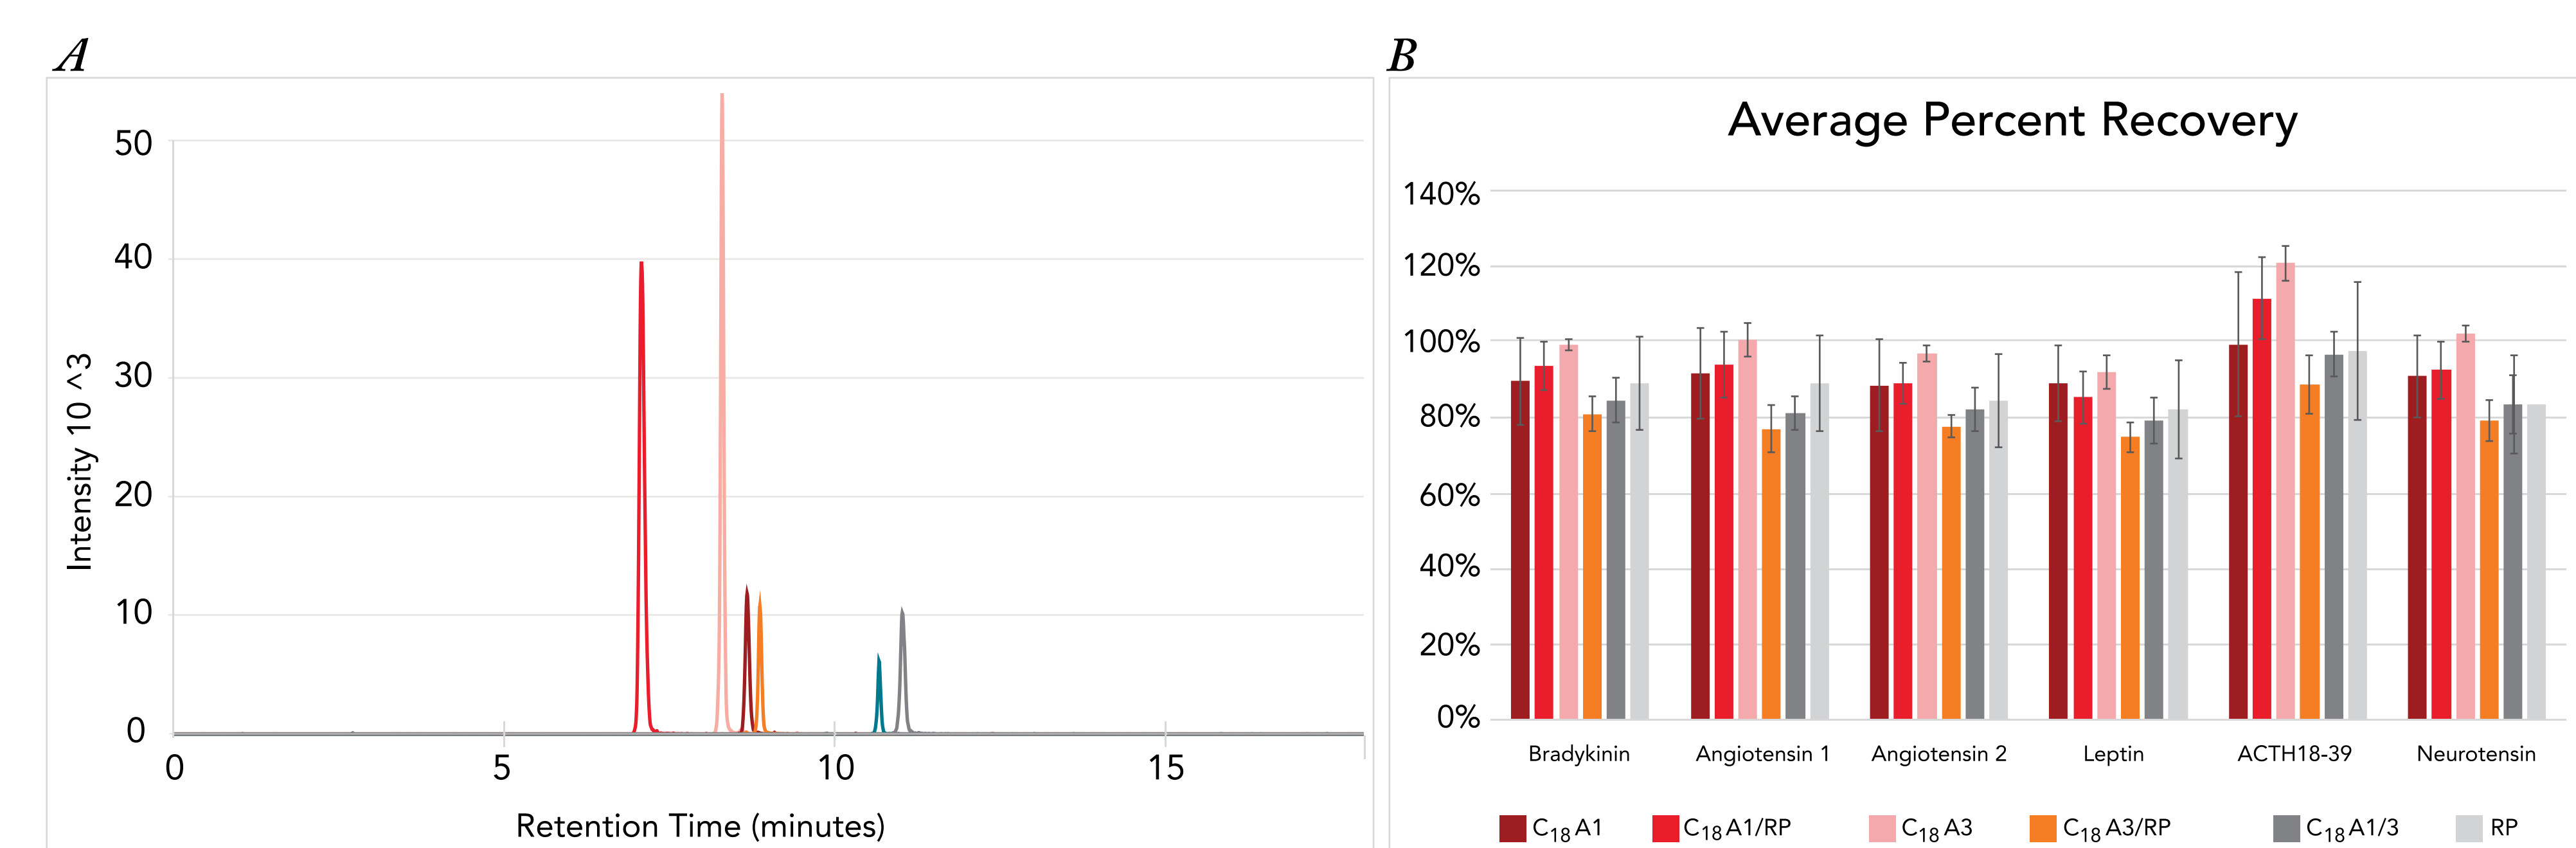 A
50
40
30
20
10
0
Intensity 10 ^3
0 5 10 15
Retention Time (minutes)
B
Average Percent Recovery
140%
120%
100%
80%
60%
40%
20%
0%
Bradykinin Angiotensin 1 Angiotensin 2 Leptin ACTH18-39 Neurotensin
C18 A1 C18 A1/RP C18 A3 C18 A3/RP C18 A1/3 RP